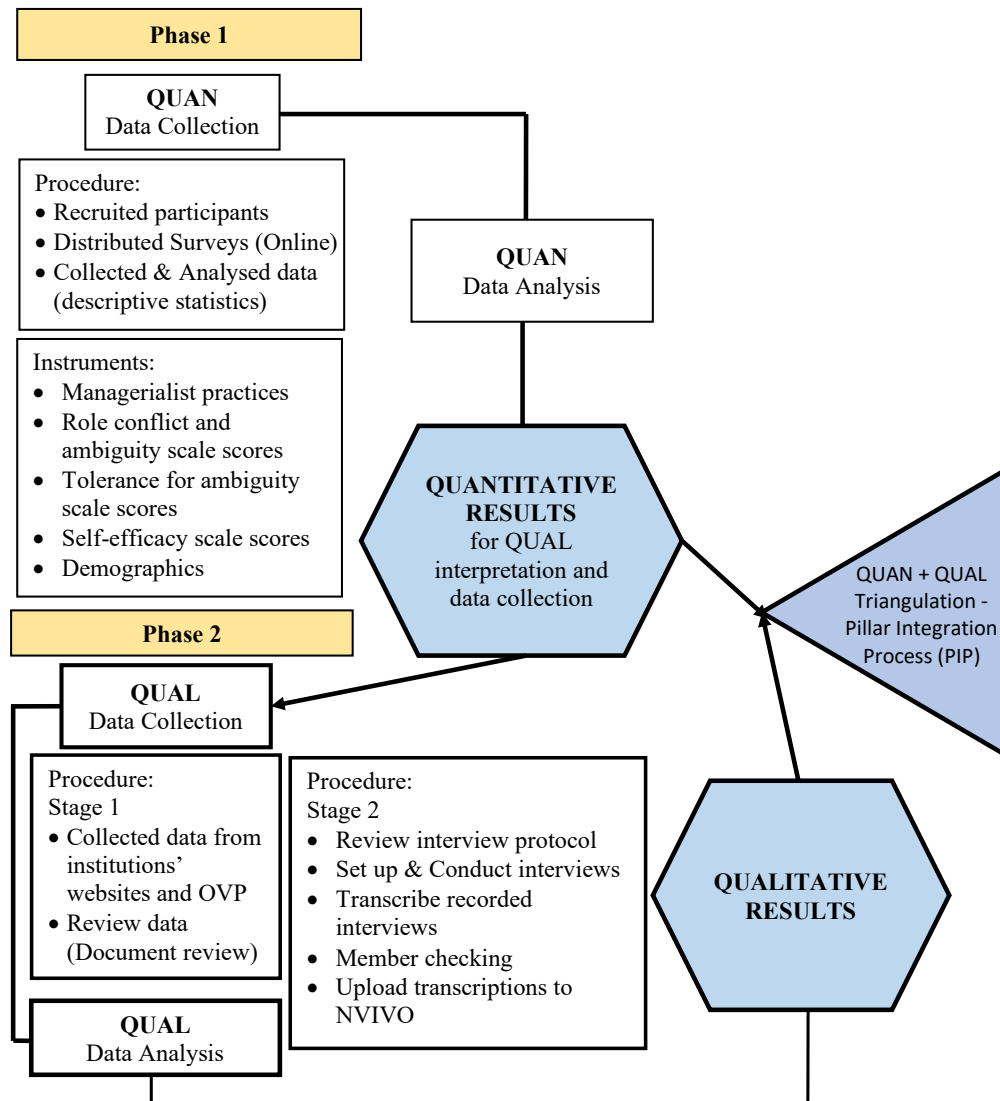 Phase 1
QUAN
Data Collection
Procedure:
• Recruited participants
• Distributed Surveys (Online)
• Collected & Analysed data
(descriptive statistics)
QUAN
Data Analysis
Instruments:
• Managerialist practices
• Role conflict and
ambiguity scale scores
• Tolerance for ambiguity
scale scores
• Self-efficacy scale scores
• Demographics
QUANTITATIVE
RESULTS
for QUAL
interpretation and
data collection
QUAN + QUAL
Triangulation -
Pillar Integration
Process (PIP)
Phase 2
QUAL
Data Collection
Procedure:
Stage 1
• Collected data from
institutions’
websites and OVP
• Review data
(Document review)
Procedure:
Stage 2
• Review interview protocol
• Set up & Conduct interviews
• Transcribe recorded
interviews
• Member checking
• Upload transcriptions to
NVIVO
QUALITATIVE
RESULTS
QUAL
Data Analysis